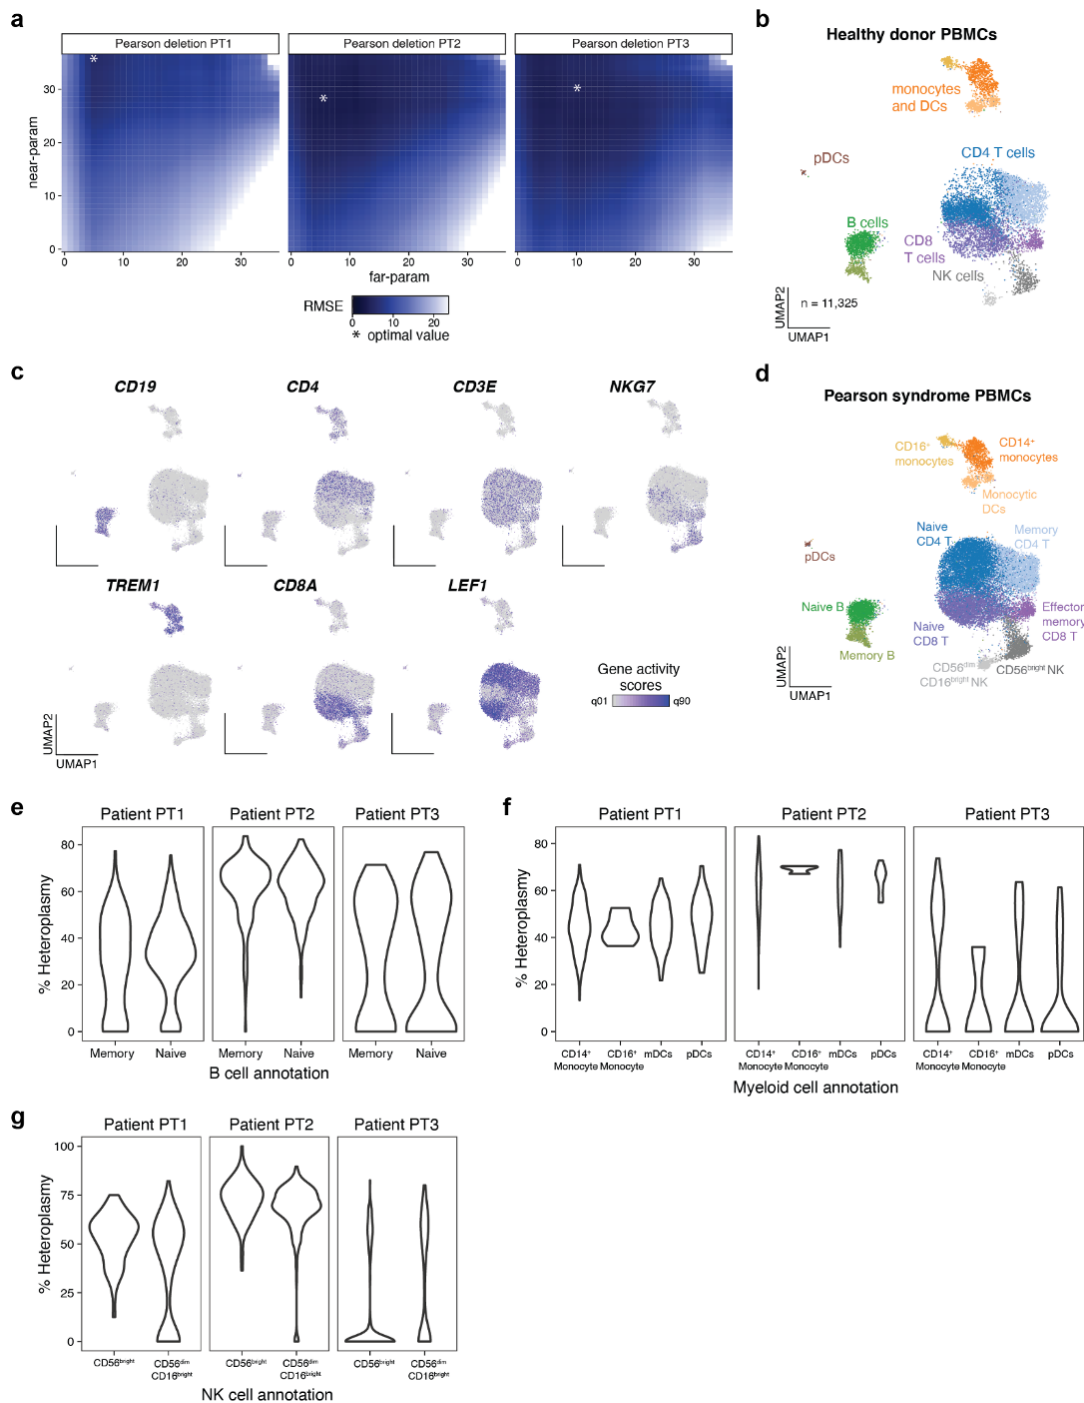 a
Pearson deletion PT1
Pearson deletion PT2
Pearson deletion PT3
near-param
30
20
10
0
0 10 20 30
0 10 20 30
0 10 20 30
far-param
RMSE
0 10 20
* optimal value
b
Healthy donor PBMCs
monocytes
and DCs
CD4 T cells
pDCs
B cells
CD8
T cells
NK cells
n = 11,325
UMAP2
UMAP1
c
CD19
CD4
CD3E
NKG7
TREM1
CD8A
LEF1
Gene activity
scores
q01 q90
UMAP2
UMAP1
d
Pearson syndrome PBMCs
CD16⁺
monocytes
CD14⁺
monocytes
Monocytic
DCs
Naive
CD4 T
Memory
CD4 T
pDCs
Naive B
Memory B
Naive
CD8 T
Effector
memory
CD8 T
CD56ᵈⁱᵐ
CD16ᵇʳⁱᵍʰᵗ NK
CD56ᵇʳⁱᵍʰᵗ NK
UMAP2
UMAP1
e
Patient PT1
Patient PT2
Patient PT3
% Heteroplasmy
80
60
40
20
0
Memory Naive
Memory Naive
Memory Naive
B cell annotation
f
Patient PT1
Patient PT2
Patient PT3
% Heteroplasmy
80
60
40
20
0
CD14⁺
Monocyte
CD16⁺
Monocyte
mDCs
pDCs
CD14⁺
Monocyte
CD16⁺
Monocyte
mDCs
pDCs
CD14⁺
Monocyte
CD16⁺
Monocyte
mDCs
pDCs
Myeloid cell annotation
g
Patient PT1
Patient PT2
Patient PT3
% Heteroplasmy
100
75
50
25
0
CD56ᵇʳⁱᵍʰᵗ
CD56ᵈⁱᵐ
CD16ᵇʳⁱᵍʰᵗ
CD56ᵇʳⁱᵍʰᵗ
CD56ᵈⁱᵐ
CD16ᵇʳⁱᵍʰᵗ
CD56ᵇʳⁱᵍʰᵗ
CD56ᵈⁱᵐ
CD16ᵇʳⁱᵍʰᵗ
NK cell annotation